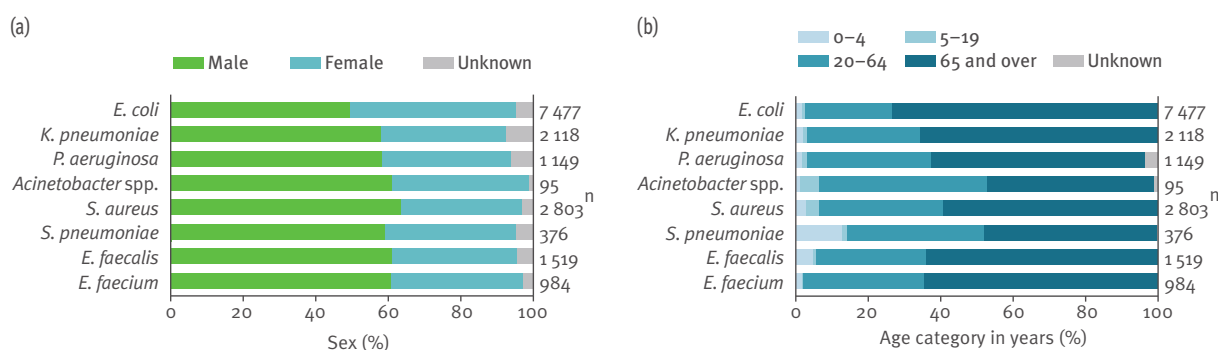 (a)
Male Female Unknown
E. coli 7 477
K. pneumoniae 2 118
P. aeruginosa 1 149
Acinetobacter spp. 95
S. aureus 2 803
S. pneumoniae 376
E. faecalis 1 519
E. faecium 984
n
0 20 40 60 80 100
Sex (%)
(b)
0–4 5–19
20–64 65 and over Unknown
E. coli 7 477
K. pneumoniae 2 118
P. aeruginosa 1 149
Acinetobacter spp. 95
S. aureus 2 803
S. pneumoniae 376
E. faecalis 1 519
E. faecium 984
n
0 20 40 60 80 100
Age category in years (%)